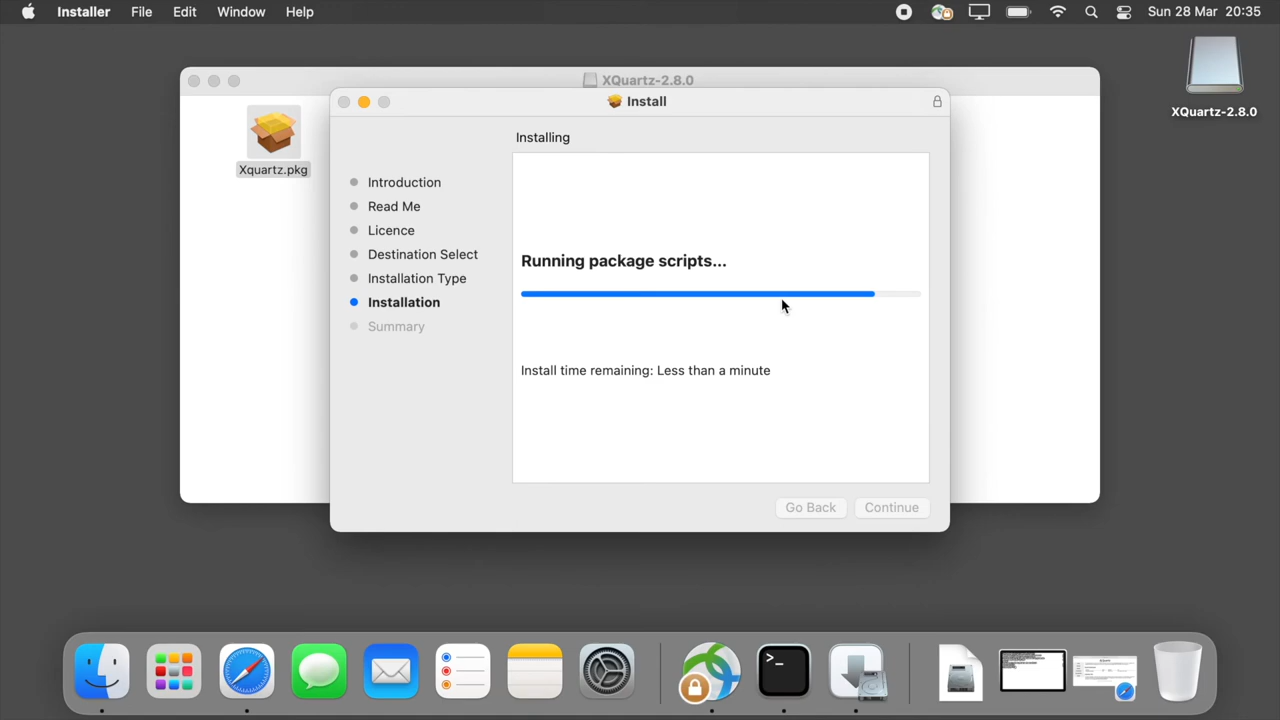 Installer File Edit Window Help Sun 28 Mar 20:35
XQuartz-2.8.0
Install
XQuartz-2.8.0
Xquartz.pkg
Installing
Introduction
Read Me
Licence
Destination Select
Installation Type
Installation
Summary
Running package scripts...
Install time remaining: Less than a minute
Go Back Continue
>_